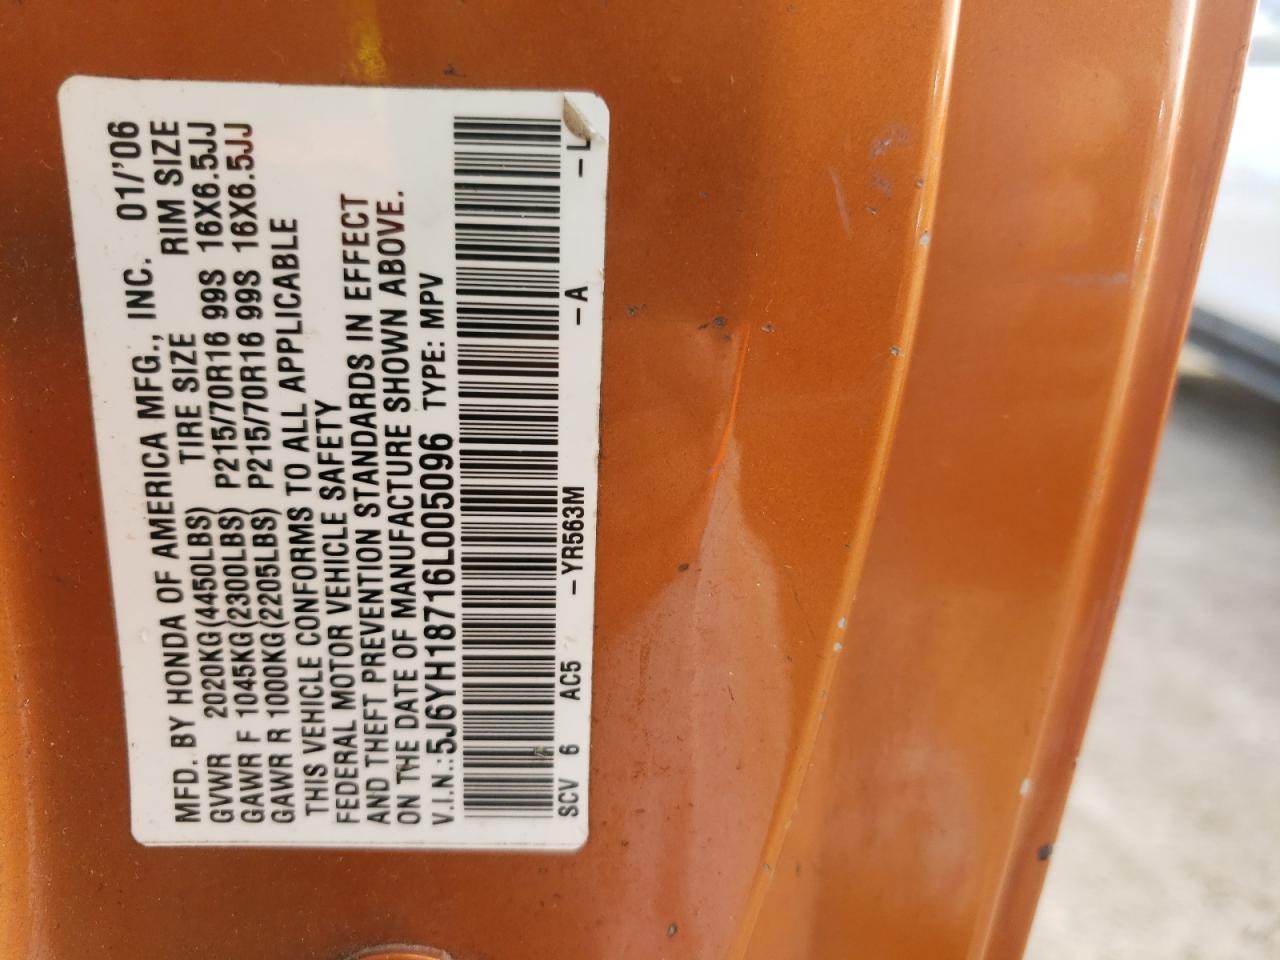 MFD. BY HONDA OF AMERICA MFG., INC. 01/'06
GVWR 2020KG(4450LBS) TIRE SIZE RIM SIZE
GAWR F 1045KG(2300LBS) P215/70R16 99S 16X6.5JJ
GAWR R 1000KG(2205LBS) P215/70R16 99S 16X6.5JJ
THIS VEHICLE CONFORMS TO ALL APPLICABLE
FEDERAL MOTOR VEHICLE SAFETY
AND THEFT PREVENTION STANDARDS IN EFFECT
ON THE DATE OF MANUFACTURE SHOWN ABOVE.
V.I.N.:5J6YH18716L005096 TYPE: MPV
SCV 6 AC5 -YR563M -A -L